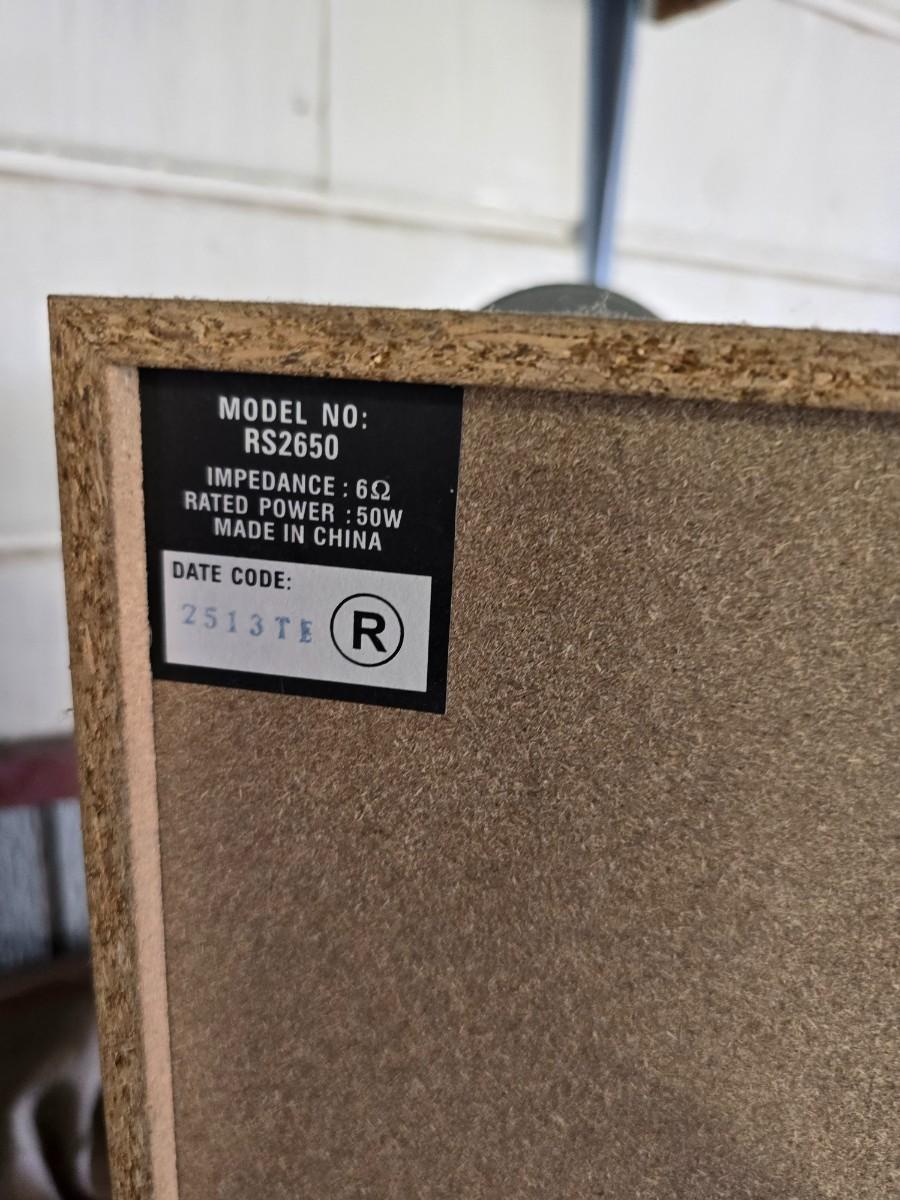 MODEL NO:
RS2650
IMPEDANCE : 6Ω
RATED POWER : 50W
MADE IN CHINA
DATE CODE:
2513TE
R